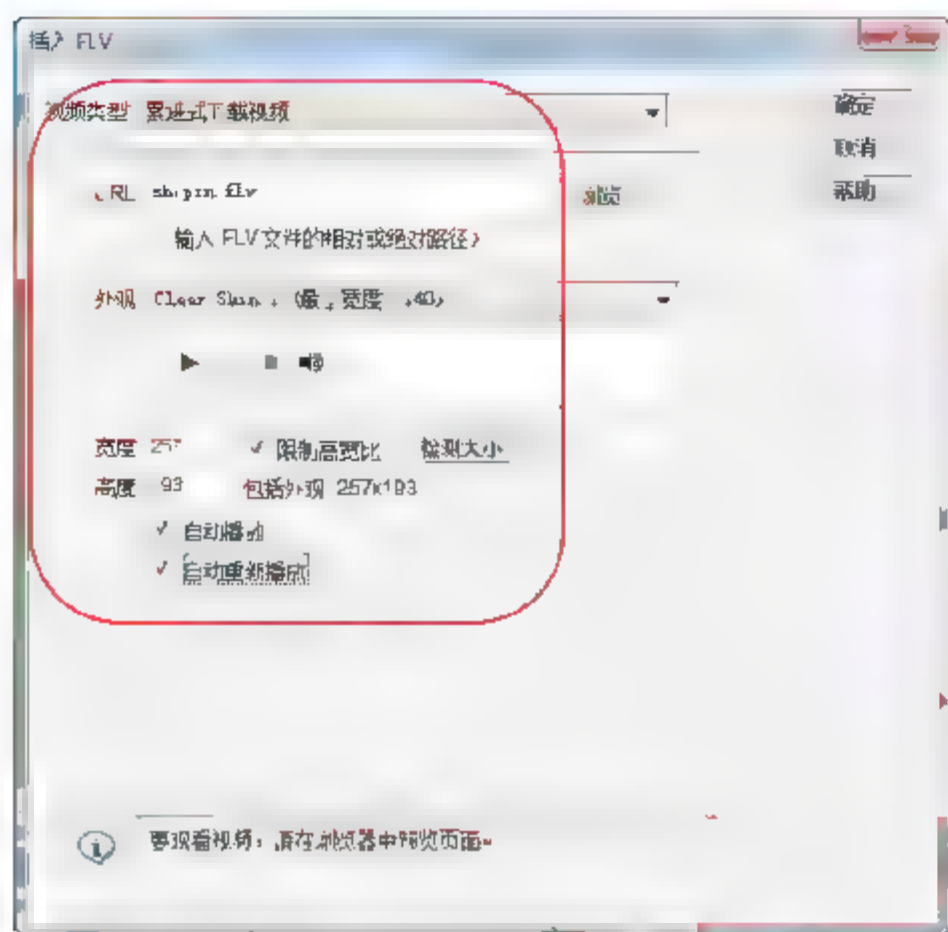 插入 FLV
视频类型 累进式下载视频
确定
取消
URL shipin.flv
浏览
帮助
输入 FLV 文件的相对或绝对路径)
外观 Clear Skin
宽度 257 ✓ 限制高宽比 检测大小
高度 93 包括外观 257x193
✓ 自动播放
✓ 自动重新播放
要观看视频,请在浏览器中预览页面。